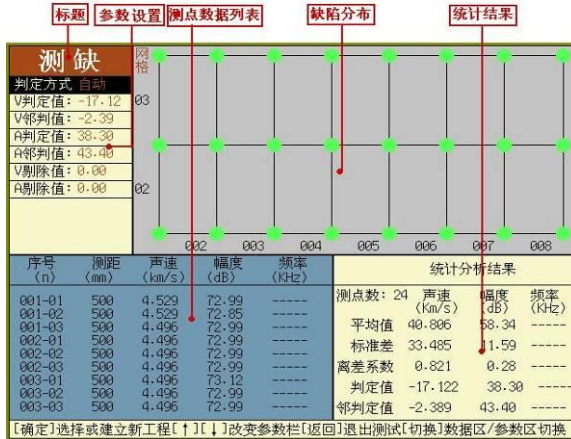 标题 参数设置 测点数据列表 缺陷分布 统计结果
测 缺
网格
判定方式 自动
V判定值: -17.12
03
V邻判值: -2.39
A判定值: 38.30
A邻判值: 43.40
V剔除值: 0.00
A剔除值: 0.00
02
002 003 004 005 006 007 008
序号 测距 声速 幅度 频率
(n) (mm) (km/s) (dB) (KHz)
001-01 500 4.529 72.99 -----
001-02 500 4.529 72.85 -----
001-03 500 4.496 72.99 -----
002-01 500 4.496 72.99 -----
002-02 500 4.496 72.99 -----
002-03 500 4.496 72.99 -----
003-01 500 4.496 73.12 -----
003-02 500 4.496 72.99 -----
003-03 500 4.496 72.99 -----
统计分析结果
测点数: 24 声速 幅度 频率
(Km/s) (dB) (KHz)
平均值 40.806 58.34 -----
标准差 33.485 11.59 -----
离差系数 0.821 0.28 -----
判定值 -17.122 38.30 -----
邻判定值 -2.389 43.40 -----
[确定]选择或建立新工程[↑][↓]改变参数栏[返回]退出测试[切换]数据区/参数区切换